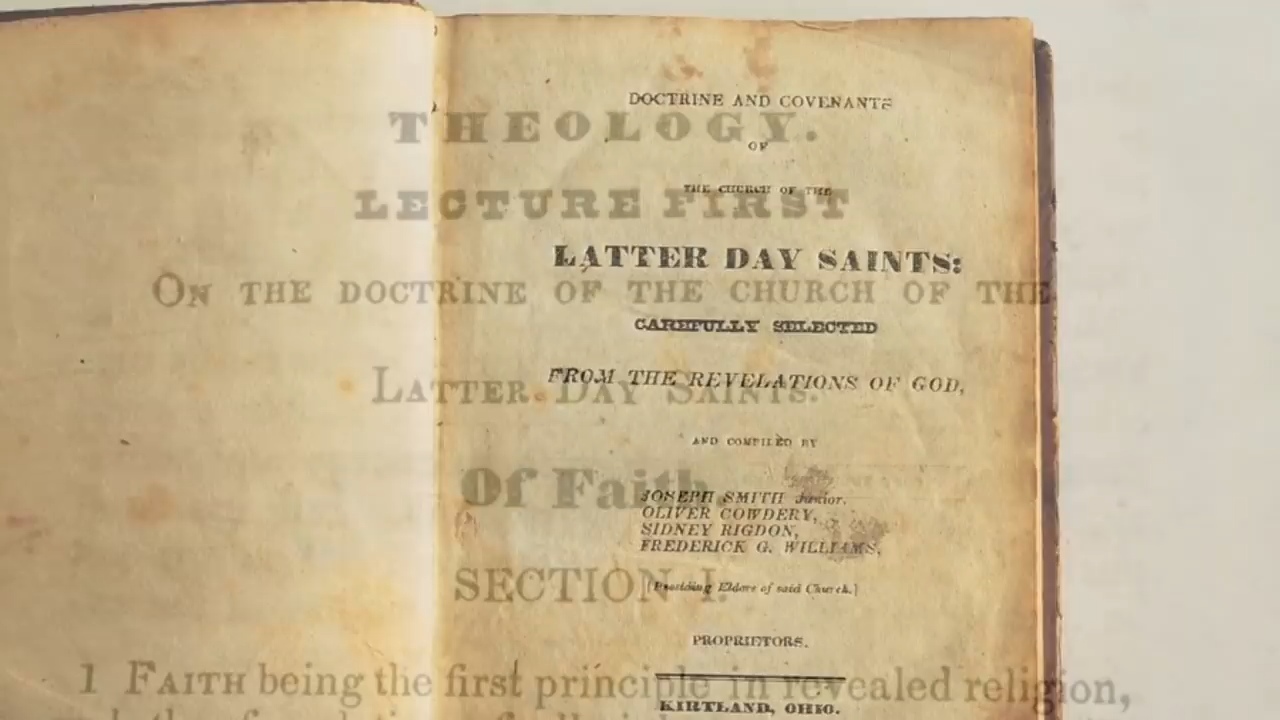 DOCTRINE AND COVENANTS
OF
THE CHURCH OF THE
LATTER DAY SAINTS:
CAREFULLY SELECTED
FROM THE REVELATIONS OF GOD,
AND COMPILED BY
JOSEPH SMITH Junior.
OLIVER COWDERY,
SIDNEY RIGDON,
FREDERICK G. WILLIAMS,
[Presiding Elders of said Church.]
PROPRIETORS.
KIRTLAND, OHIO.
THEOLOGY.
LECTURE FIRST
ON THE DOCTRINE OF THE CHURCH OF THE
LATTER DAY SAINTS.
Of Faith.
SECTION I.
1 FAITH being the first principle in revealed religion,